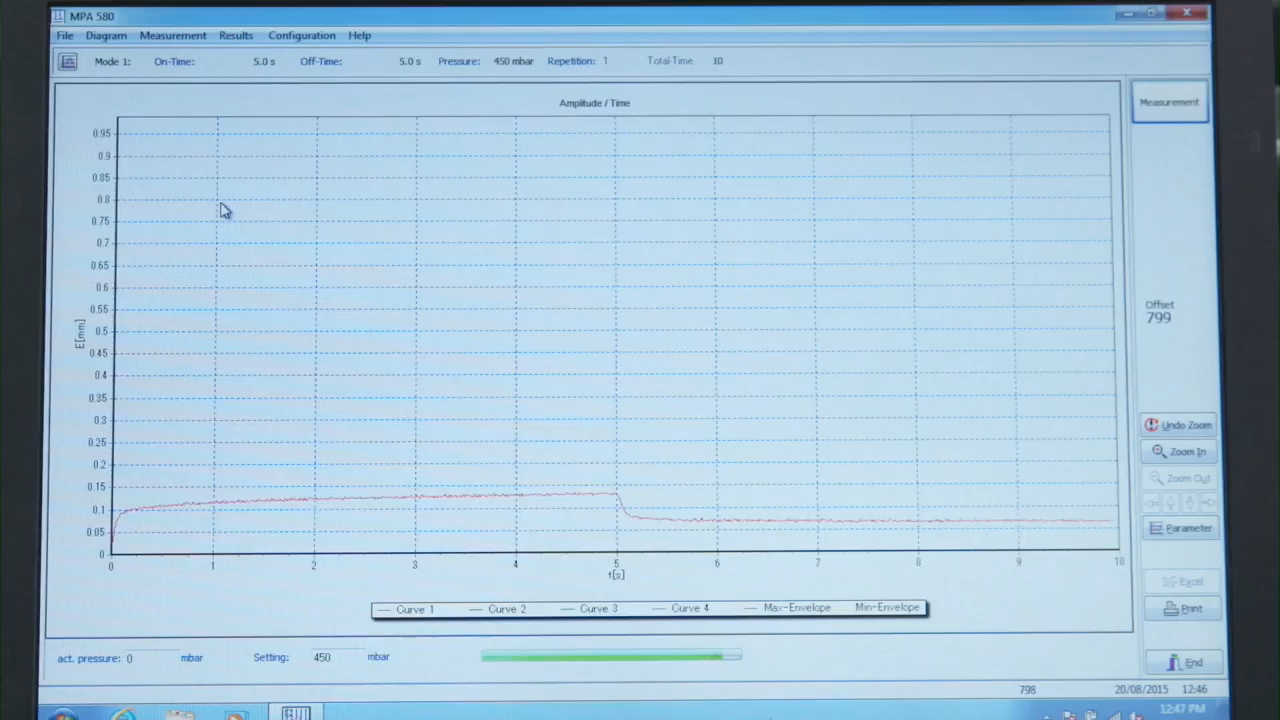 MPA 580
File Diagram Measurement Results Configuration Help
Mode 1: On-Time: 5.0 s Off-Time: 5.0 s Pressure: 450 mbar Repetition: 1 Total-Time 10
Amplitude / Time
Measurement
0.95
0.9
0.85
0.8
0.75
0.7
0.65
0.6
0.55
0.5
0.45
0.4
0.35
0.3
0.25
0.2
0.15
0.1
0.05
0
E[mm]
0 1 2 3 4 5 6 7 8 9 10
t[s]
Curve 1 Curve 2 Curve 3 Curve 4 Max-Envelope Min-Envelope
Offset
799
Undo Zoom
Zoom In
Zoom Out
Parameter
Excel
Print
End
act. pressure: 0 mbar Setting: 450 mbar
798 20/08/2015 12:46
12:47 PM